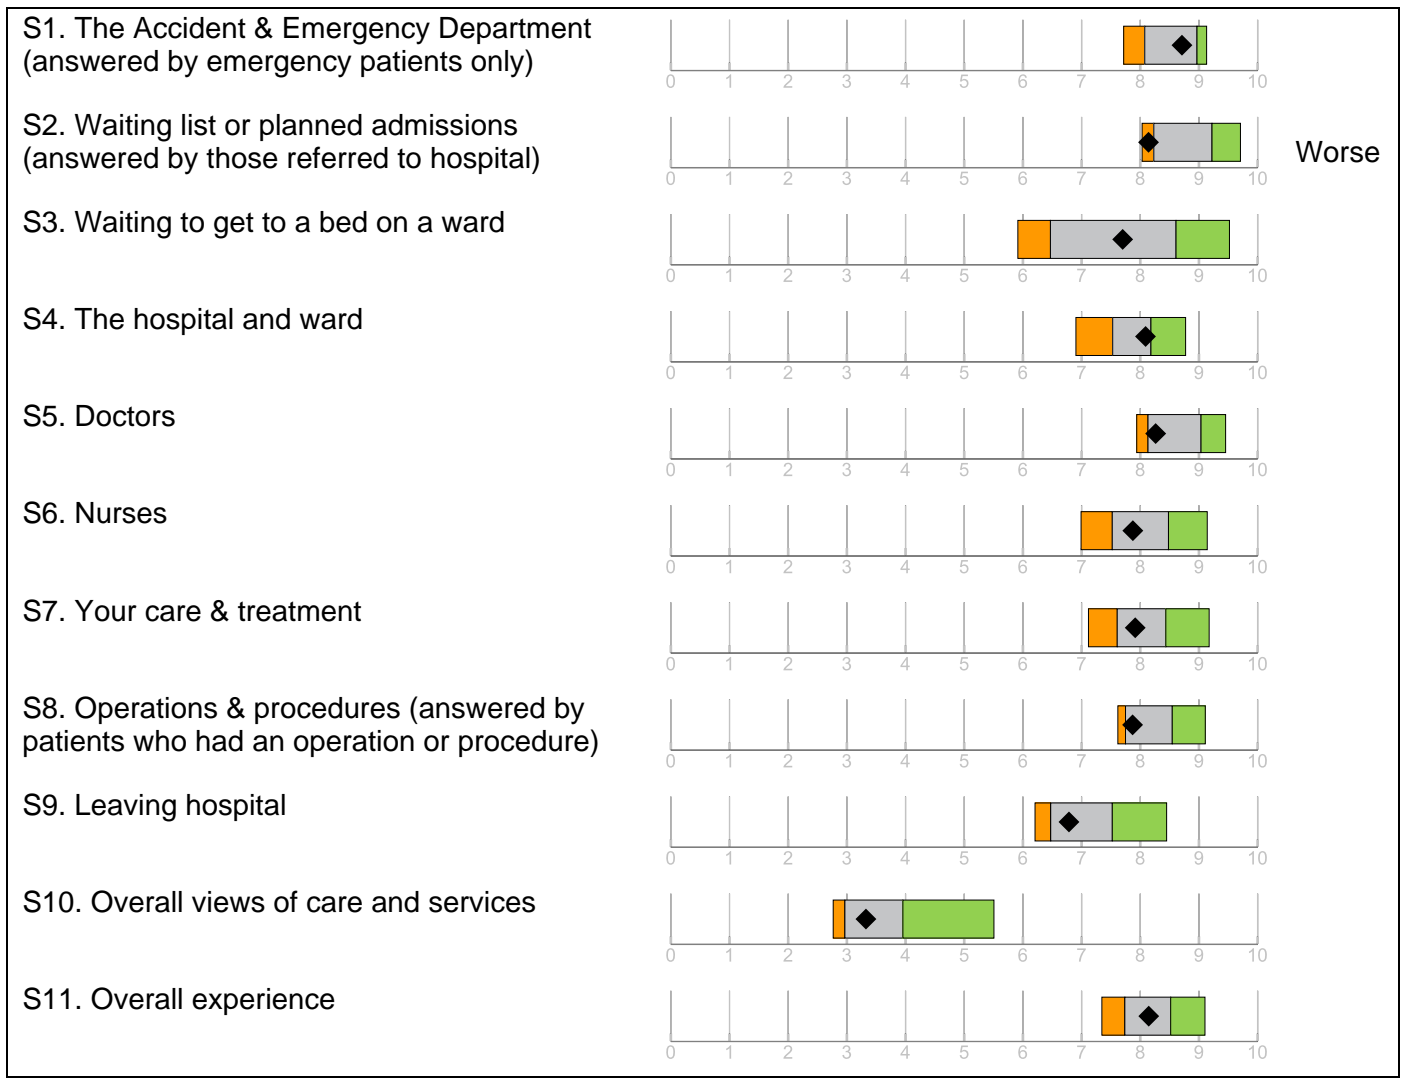 S1. The Accident & Emergency Department
(answered by emergency patients only)
0 1 2 3 4 5 6 7 8 9 10
S2. Waiting list or planned admissions
(answered by those referred to hospital)
Worse
0 1 2 3 4 5 6 7 8 9 10
S3. Waiting to get to a bed on a ward
0 1 2 3 4 5 6 7 8 9 10
S4. The hospital and ward
0 1 2 3 4 5 6 7 8 9 10
S5. Doctors
0 1 2 3 4 5 6 7 8 9 10
S6. Nurses
0 1 2 3 4 5 6 7 8 9 10
S7. Your care & treatment
0 1 2 3 4 5 6 7 8 9 10
S8. Operations & procedures (answered by
patients who had an operation or procedure)
0 1 2 3 4 5 6 7 8 9 10
S9. Leaving hospital
0 1 2 3 4 5 6 7 8 9 10
S10. Overall views of care and services
0 1 2 3 4 5 6 7 8 9 10
S11. Overall experience
0 1 2 3 4 5 6 7 8 9 10